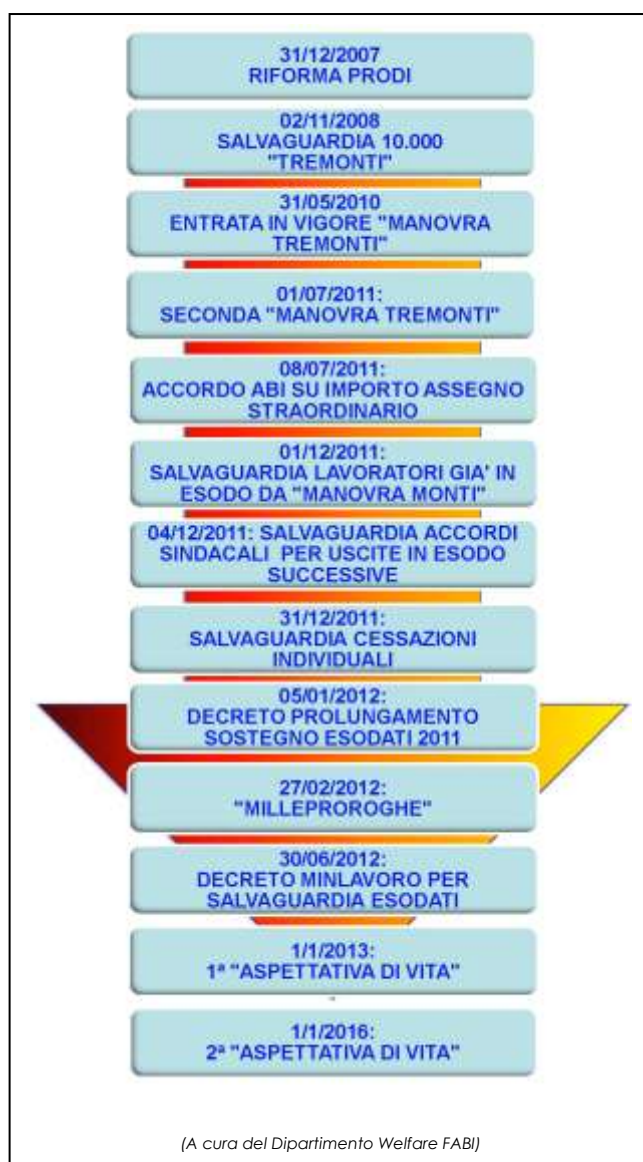 31/12/2007
RIFORMA PRODI
02/11/2008
SALVAGUARDIA 10.000
"TREMONTI"
31/05/2010
ENTRATA IN VIGORE "MANOVRA
TREMONTI"
01/07/2011:
SECONDA "MANOVRA TREMONTI"
08/07/2011:
ACCORDO ABI SU IMPORTO ASSEGNO
STRAORDINARIO
01/12/2011:
SALVAGUARDIA LAVORATORI GIA' IN
ESODO DA "MANOVRA MONTI"
04/12/2011: SALVAGUARDIA ACCORDI
SINDACALI PER USCITE IN ESODO
SUCCESSIVE
31/12/2011:
SALVAGUARDIA CESSAZIONI
INDIVIDUALI
05/01/2012:
DECRETO PROLUNGAMENTO
SOSTEGNO ESODATI 2011
27/02/2012:
"MILLEPROROGHE"
30/06/2012:
DECRETO MINLAVORO PER
SALVAGUARDIA ESODATI
1/1/2013:
1ª "ASPETTATIVA DI VITA"
1/1/2016:
2ª "ASPETTATIVA DI VITA"
(A cura del Dipartimento Welfare FABI)